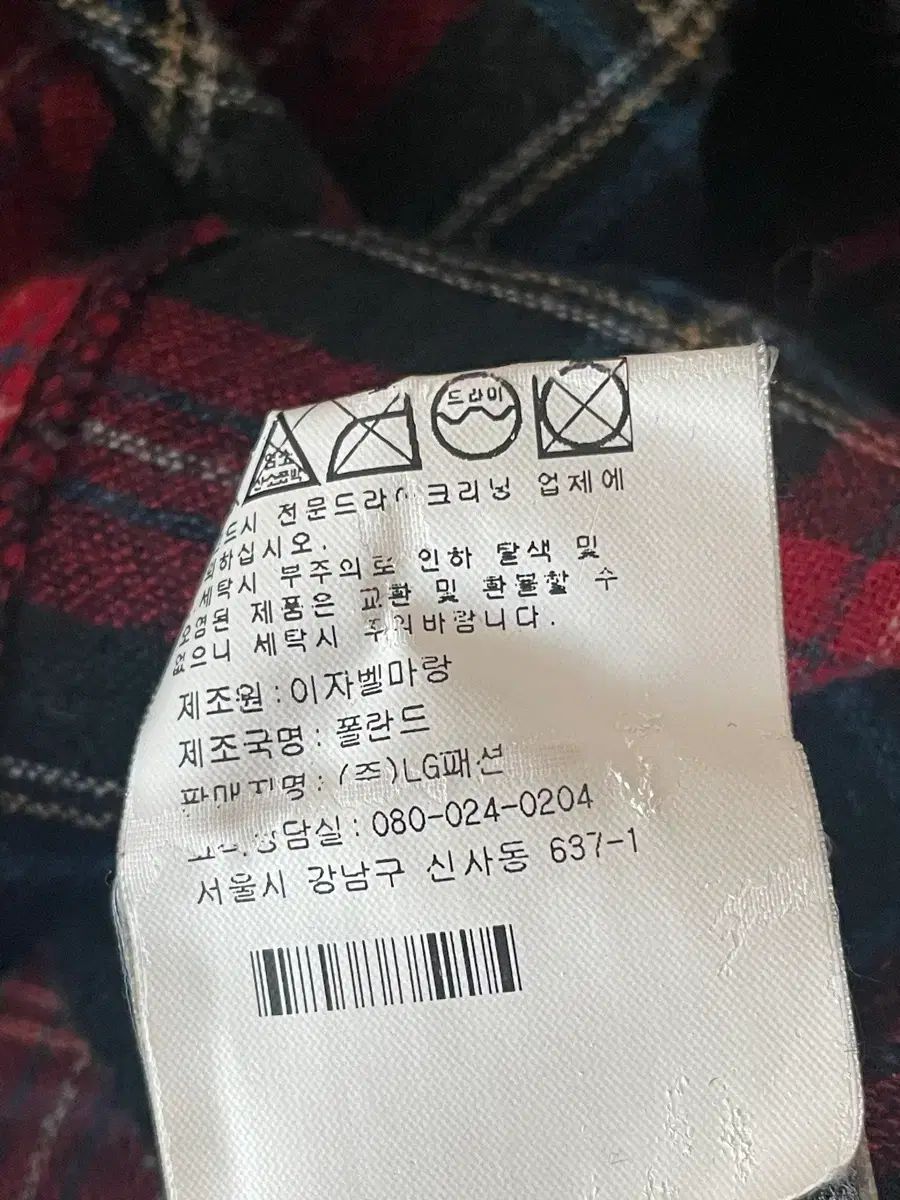 염소
산소표백
드라이
드시 전문드라이 크리닝 업제에
뢰하십시오.
세탁시 부주의로 인하 탈색 및
오염된 제품은 교환 및 환불할 수
없으니 세탁시 주의바랍니다.
제조원 : 이자벨마랑
제조국명 : 폴란드
판매원명 : (주)LG패션
담실 : 080-024-0204
서울시 강남구 신사동 637-1